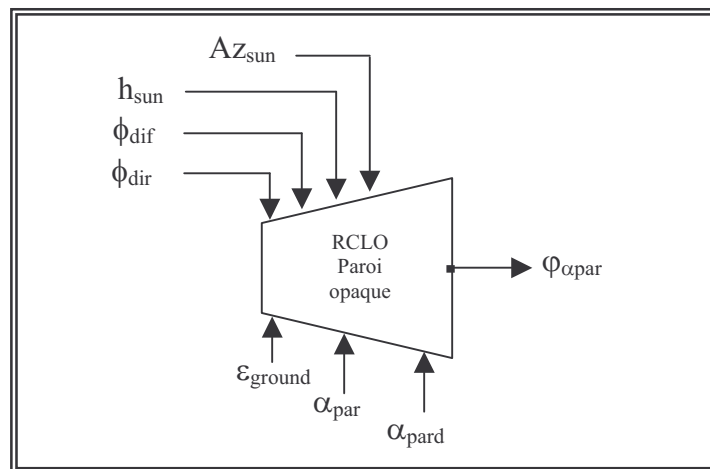 Az_sun
h_sun
ϕ_dif
ϕ_dir
RCLO
Paroi
opaque
φ_αpar
ε_ground
α_par
α_pard